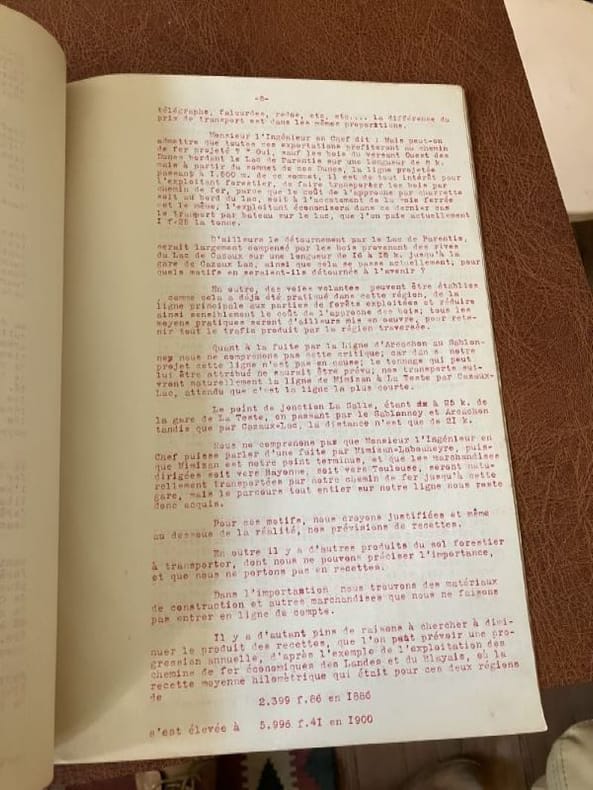 -8-
télégraphe, falourdes, redne, etc. etc.... la différence du
prix de transport est dans les mêmes proportions.
Monsieur l'Ingénieur en Chef dit : Mais peut-on
admettre que toutes ces exportations profiteront au chemin
de fer projeté ? " Oui, sauf les bois du versant Ouest des
Dunes bordant le Lac de Parentis sur une longueur de 8 k.
mais à partir du sommet de ces Dunes, la ligne projetée
passant à 1.800 m. de ce sommet, il est de tout intérêt pour
l'exploitant forestier, de faire transporter les bois par
chemin de fer, parce que le coût de l'approche par charrette
soit au bord du lac, soit à l'accotement de la voie ferrée
est le même, l'exploitant économisera dans ce dernier cas
le transport par bateau sur le lac, que l'on paie actuellement
I f.25 la tonne.
D'ailleurs le détournement par le Lac de Parentis,
serait largement compensé par les bois provenant des rives
du Lac de Cazaux sur une longueur de 16 à 18 k. jusqu'à la
gare de Cazaux Lac, ainsi que cela se passe actuellement; pour
quels motifs en seraient-ils détournés à l'avenir ?
En outre, des voies volantes peuvent être établies
comme cela a déjà été pratiqué dans cette région, de la
ligne principale aux parties de forêts exploitées et réduire
ainsi sensiblement le coût de l'approche des bois; tous les
moyens pratiques seront d'ailleurs mis en oeuvre, pour rete-
nir tout le trafin produit par la région traversée.
Quant à la fuite par la Ligne d'Arcachon au Sablon-
ney nous ne comprenons pas cette critique; car dan s notre
projet cette ligne n'est pas en cause; le tonnage qui peut
lui être attribué ne saurait être prévu; nos transports sui-
vront naturellement la ligne de Mimizan à La Teste par Cazaux-
Lac, attendu que c'est la ligne la plus courte.
Le point de jonction La Salle, étant à 25 k. de
la gare de La Teste, en passant par le Sablonney et Arcachon
tandis que par Cazaux-Lac, la distance n'est que de 21 k.
Nous ne comprenons pas que Monsieur l'Ingénieur en
Chef puisse parler d'une fuite par Mimizan-Labouheyre, puis-
que Mimizan est notre point terminus, et que les marchandises
dirigées soit vers Bayonne, soit vers Toulouse, seront natu-
rellement transportées par notre chemin de fer jusqu'à cette
gare, mais le parcours tout entier sur notre ligne nous reste
donc acquis.
Pour ces motifs, nous croyons justifiées et même
au dessous de la réalité, nos prévisions de recettes.
En outre il y a d'autres produits du sol forestier
à transporter, dont nous ne pouvons préciser l'importance,
et que nous ne portons pas en recettes.
Dans l'importation nous trouvons des matériaux
de construction et autres marchandises que nous ne faisons
pas entrer en ligne de compte.
Il y a d'autant pins de raisons à chercher à dimi-
nuer le produit des recettes, que l'on peut prévoir une pro-
gression annuelle, d'après l'exemple de l'exploitation des
chemins de fer économiques des Landes et du Blayais, où la
recette moyenne kilométrique qui était pour ces deux régions
de
2.399 f.86 en I886
s'est élevée à 5.996 f.41 en I900